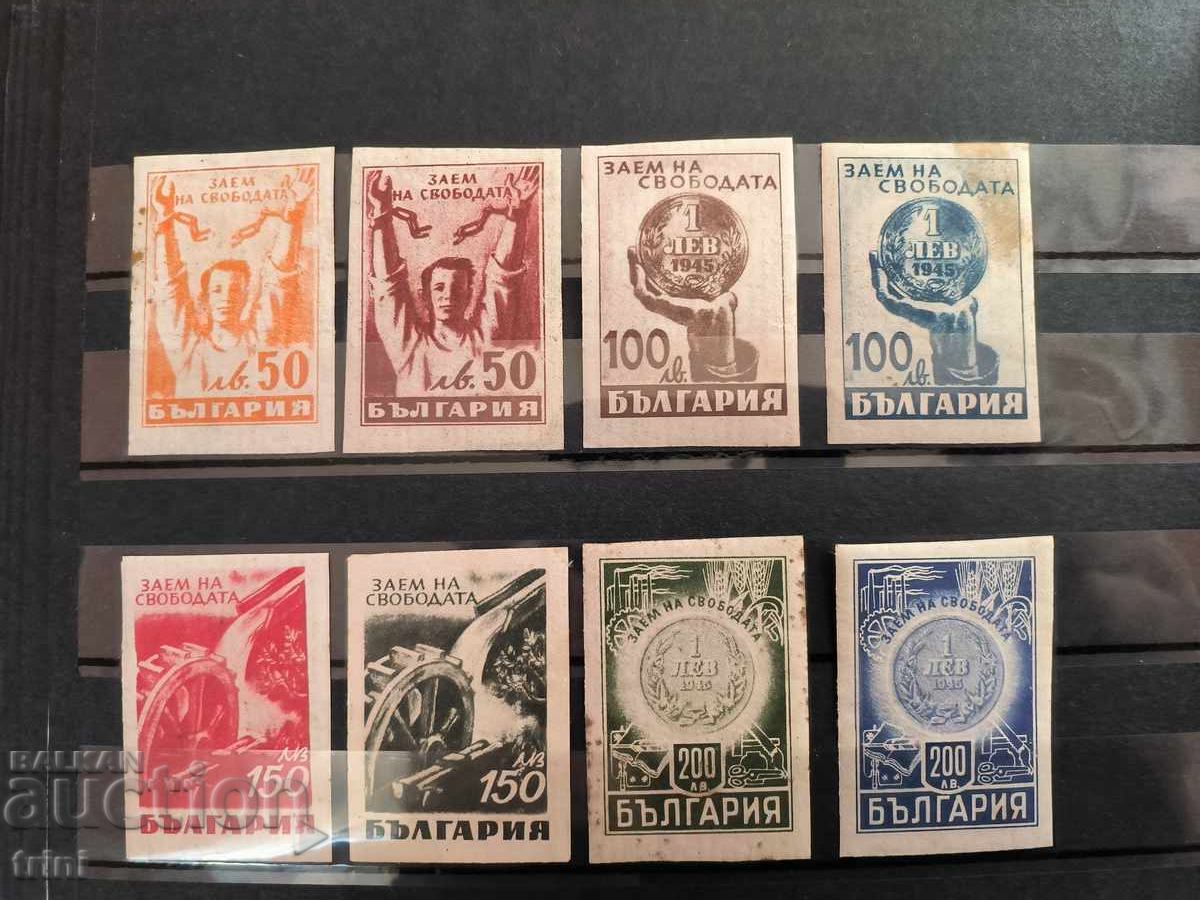 ЗАЕМ
НА СВОБОДАТА
лв. 50
БЪЛГАРИЯ
ЗАЕМ
НА СВОБОДАТА
лв. 50
БЪЛГАРИЯ
ЗАЕМ НА
СВОБОДАТА
1
ЛЕВ
1945
100 лв.
БЪЛГАРИЯ
ЗАЕМ НА
СВОБОДАТА
1
ЛЕВ
1945
100 лв.
БЪЛГАРИЯ
ЗАЕМ НА
СВОБОДАТА
ЛВ
150
БЪЛГАРИЯ
ЗАЕМ НА
СВОБОДАТА
ЛВ
150
БЪЛГАРИЯ
ЗАЕМ НА СВОБОДАТА
1
ЛЕВ
1945
200
ЛВ
БЪЛГАРИЯ
ЗАЕМ НА СВОБОДАТА
1
ЛЕВ
1945
200
ЛВ.
БЪЛГАРИЯ
BALKAN
auction
trini